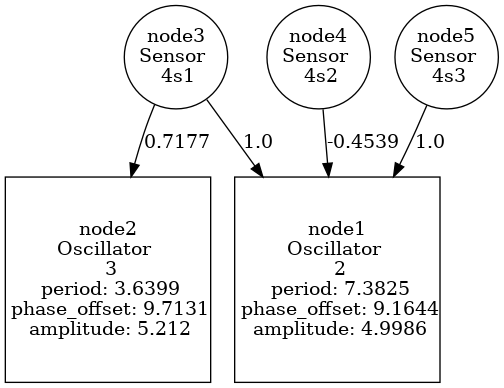 node3
Sensor
4s1
node4
Sensor
4s2
node5
Sensor
4s3
0.7177
1.0
-0.4539
1.0
node2
Oscillator
3
period: 3.6399
phase_offset: 9.7131
amplitude: 5.212
node1
Oscillator
2
period: 7.3825
phase_offset: 9.1644
amplitude: 4.9986